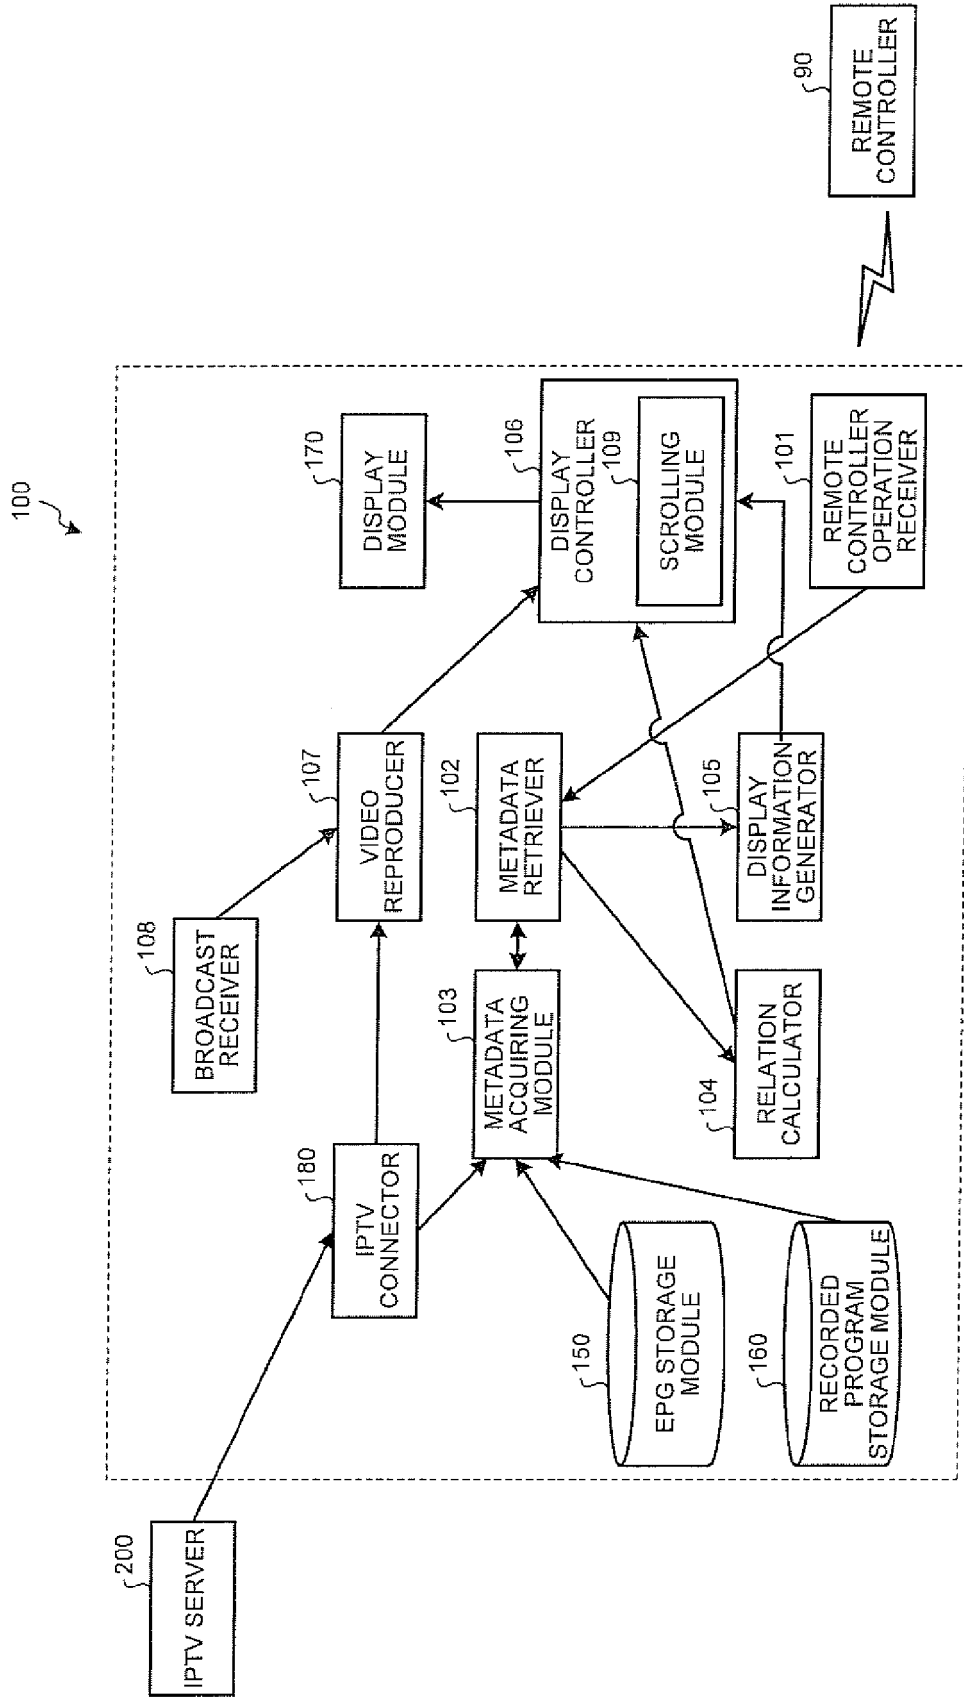 100
200
IPTV SERVER
180
IPTV
CONNECTOR
108
BROADCAST
RECEIVER
107
VIDEO
REPRODUCER
170
DISPLAY
MODULE
103
METADATA
ACQUIRING
MODULE
102
METADATA
RETRIEVER
106
DISPLAY
CONTROLLER
109
SCROLLING
MODULE
150
EPG STORAGE
MODULE
160
RECORDED
PROGRAM
STORAGE MODULE
104
RELATION
CALCULATOR
105
DISPLAY
INFORMATION
GENERATOR
101
REMOTE
CONTROLLER
OPERATION
RECEIVER
90
REMOTE
CONTROLLER